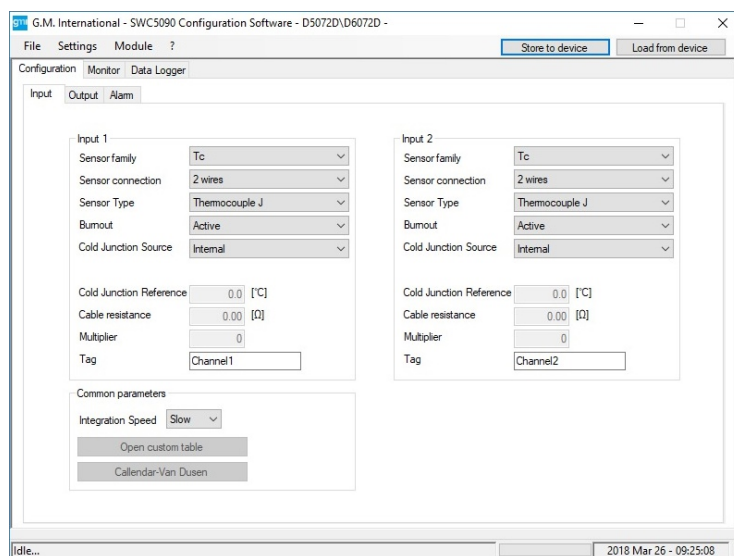 gmi G.M. International - SWC5090 Configuration Software - D5072D\D6072D -
File Settings Module ? Store to device Load from device
Configuration Monitor Data Logger
Input Output Alarm
Input 1
Sensor family Tc
Sensor connection 2 wires
Sensor Type Thermocouple J
Burnout Active
Cold Junction Source Internal
Cold Junction Reference 0.0 [°C]
Cable resistance 0.00 [Ω]
Multiplier 0
Tag Channel1
Input 2
Sensor family Tc
Sensor connection 2 wires
Sensor Type Thermocouple J
Burnout Active
Cold Junction Source Internal
Cold Junction Reference 0.0 [°C]
Cable resistance 0.00 [Ω]
Multiplier 0
Tag Channel2
Common parameters
Integration Speed Slow
Open custom table
Callendar-Van Dusen
Idle... 2018 Mar 26 - 09:25:08